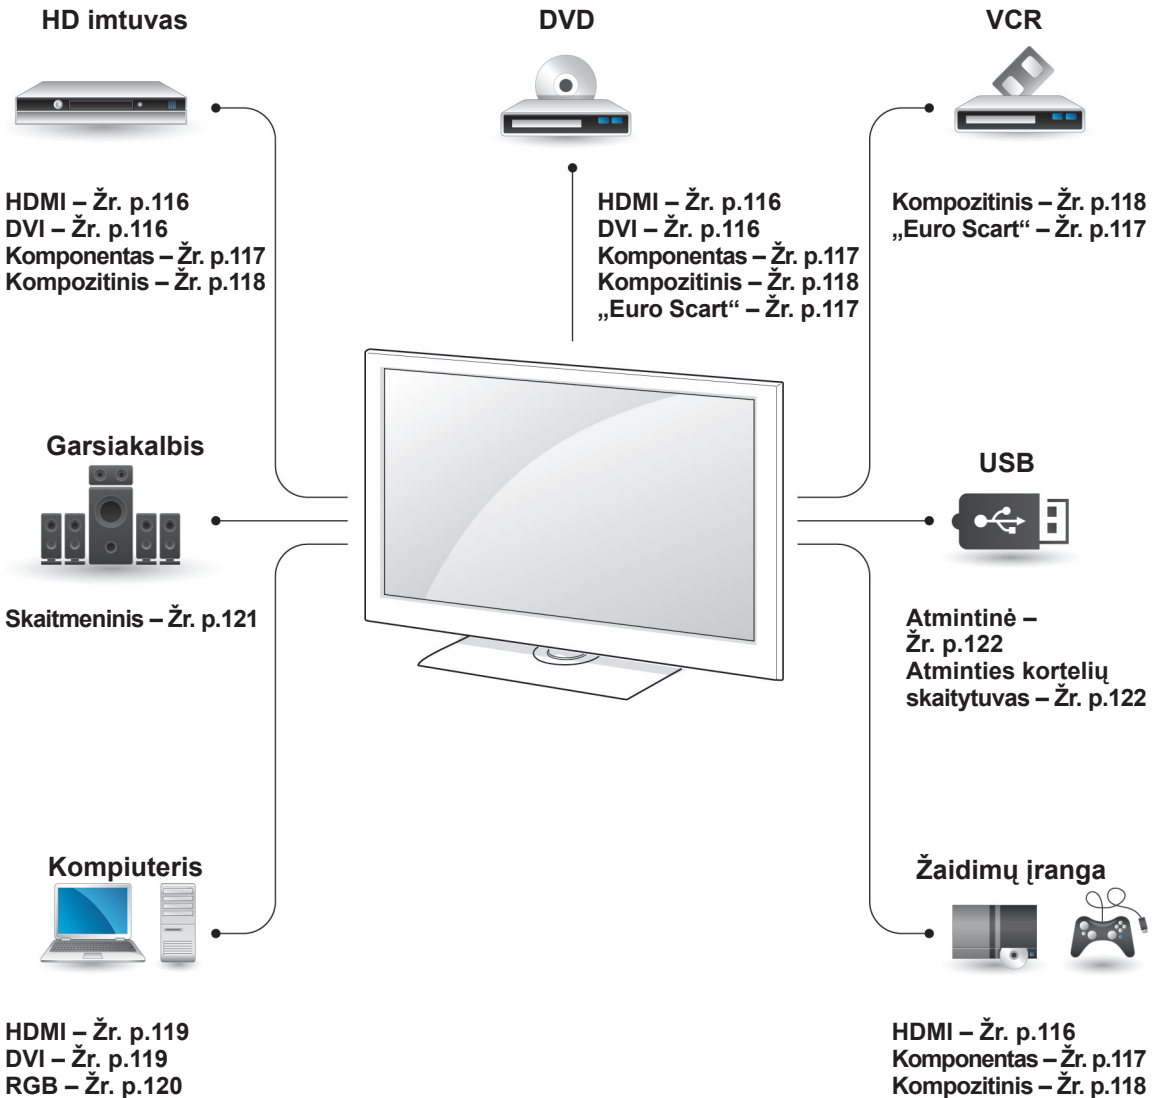 HD imtuvas
HDMI – Žr. p.116
DVI – Žr. p.116
Komponentas – Žr. p.117
Kompozitinis – Žr. p.118
DVD
HDMI – Žr. p.116
DVI – Žr. p.116
Komponentas – Žr. p.117
Kompozitinis – Žr. p.118
„Euro Scart“ – Žr. p.117
VCR
Kompozitinis – Žr. p.118
„Euro Scart“ – Žr. p.117
Garsiakalbis
Skaitmeninis – Žr. p.121
USB
Atmintinė –
Žr. p.122
Atminties kortelių
skaitytuvas – Žr. p.122
Kompiuteris
HDMI – Žr. p.119
DVI – Žr. p.119
RGB – Žr. p.120
Žaidimų įranga
HDMI – Žr. p.116
Komponentas – Žr. p.117
Kompozitinis – Žr. p.118